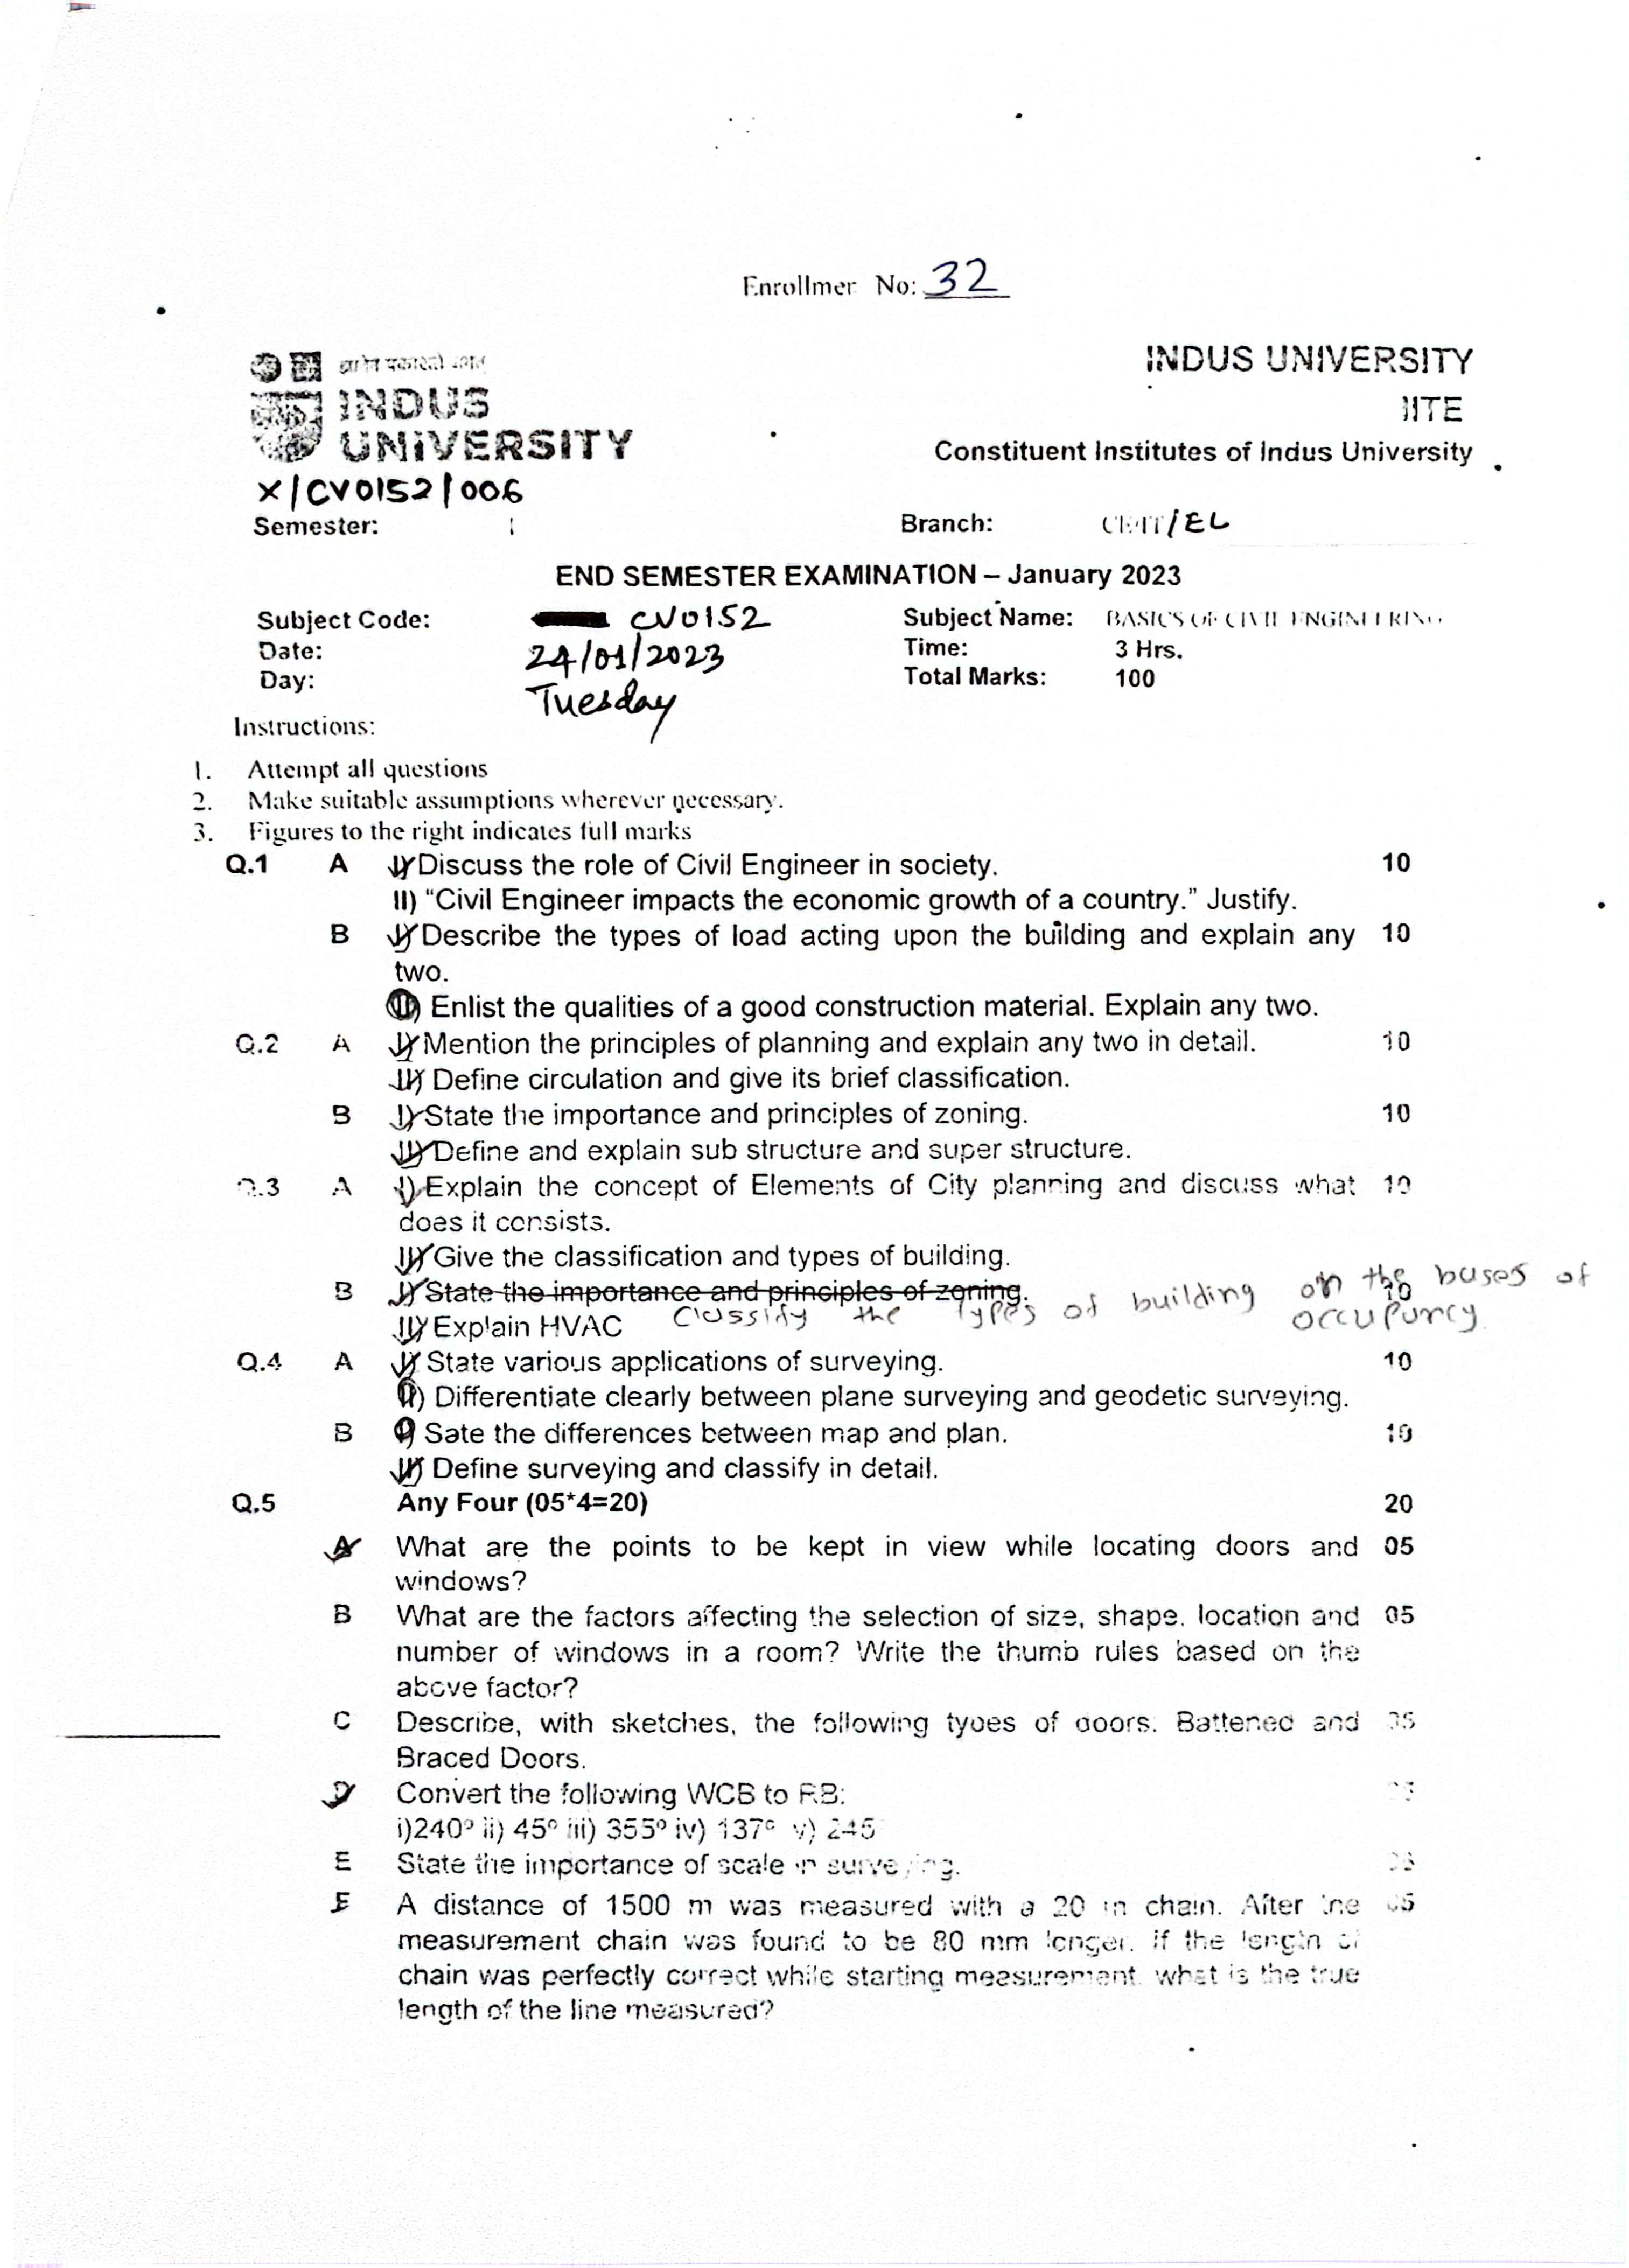 Enrollmer No: 32
INDUS UNIVERSITY
IITE
Constituent Institutes of Indus University
INDUS
UNIVERSITY
X/CV0152/006
Semester: 1 Branch: /EL
END SEMESTER EXAMINATION – January 2023
Subject Code: CV0152 Subject Name: BASICS OF CIVIL ENGINEERING
Date: 24/01/2023 Time: 3 Hrs.
Day: Tuesday Total Marks: 100
Instructions:
1. Attempt all questions
2. Make suitable assumptions wherever necessary.
3. Figures to the right indicates full marks
Q.1 A I) Discuss the role of Civil Engineer in society. 10
II) “Civil Engineer impacts the economic growth of a country.” Justify.
B I) Describe the types of load acting upon the building and explain any 10
two.
II) Enlist the qualities of a good construction material. Explain any two.
Q.2 A I) Mention the principles of planning and explain any two in detail. 10
II) Define circulation and give its brief classification.
B I) State the importance and principles of zoning. 10
II) Define and explain sub structure and super structure.
Q.3 A I) Explain the concept of Elements of City planning and discuss what 10
does it consists.
II) Give the classification and types of building.
B I) State the importance and principles of zoning. 10
Classify the types of building on the bases of
occupancy
II) Explain HVAC
Q.4 A I) State various applications of surveying. 10
II) Differentiate clearly between plane surveying and geodetic surveying.
B I) Sate the differences between map and plan. 10
II) Define surveying and classify in detail.
Q.5 Any Four (05*4=20) 20
A What are the points to be kept in view while locating doors and 05
windows?
B What are the factors affecting the selection of size, shape, location and 05
number of windows in a room? Write the thumb rules based on the
above factor?
C Describe, with sketches, the following types of doors. Battened and 05
Braced Doors.
D Convert the following WCB to RB:
i)240º ii) 45º iii) 355º iv) 137º v) 245
E State the importance of scale in surveying.
F A distance of 1500 m was measured with a 20 m chain. After the 05
measurement chain was found to be 80 mm longer. if the length of
chain was perfectly correct while starting measurement, what is the true
length of the line measured?